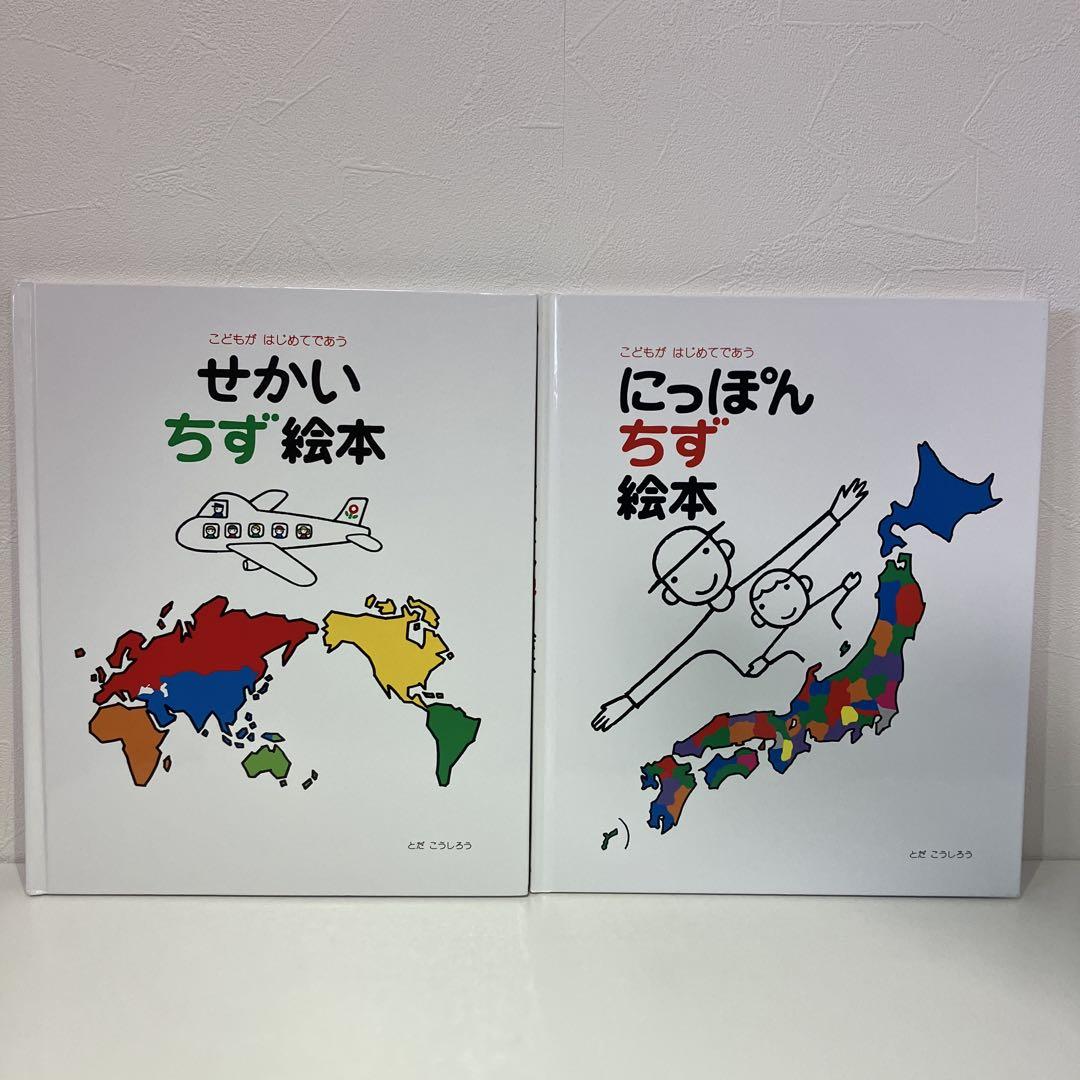 こどもが はじめてであう
せかい
ちず絵本
とだ こうしろう
こどもが はじめてであう
にっぽん
ちず
絵本
とだ こうしろう